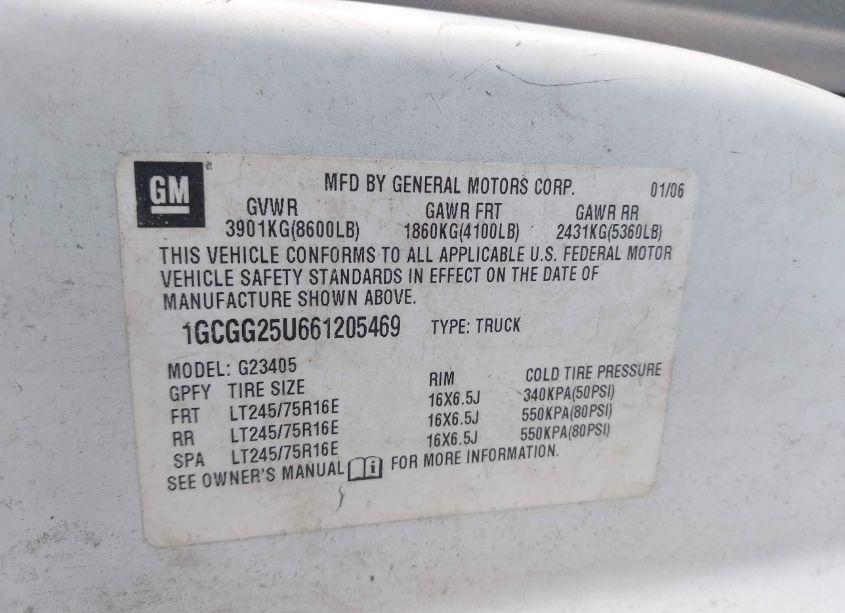 GM
MFD BY GENERAL MOTORS CORP. 01/06
GVWR GAWR FRT GAWR RR
3901KG(8600LB) 1860KG(4100LB) 2431KG(5360LB)
THIS VEHICLE CONFORMS TO ALL APPLICABLE U.S. FEDERAL MOTOR
VEHICLE SAFETY STANDARDS IN EFFECT ON THE DATE OF
MANUFACTURE SHOWN ABOVE.
1GCGG25U661205469 TYPE: TRUCK
MODEL: G23405
GPFY TIRE SIZE RIM COLD TIRE PRESSURE
FRT LT245/75R16E 16X6.5J 340KPA(50PSI)
RR LT245/75R16E 16X6.5J 550KPA(80PSI)
SPA LT245/75R16E 16X6.5J 550KPA(80PSI)
SEE OWNER'S MANUAL FOR MORE INFORMATION.